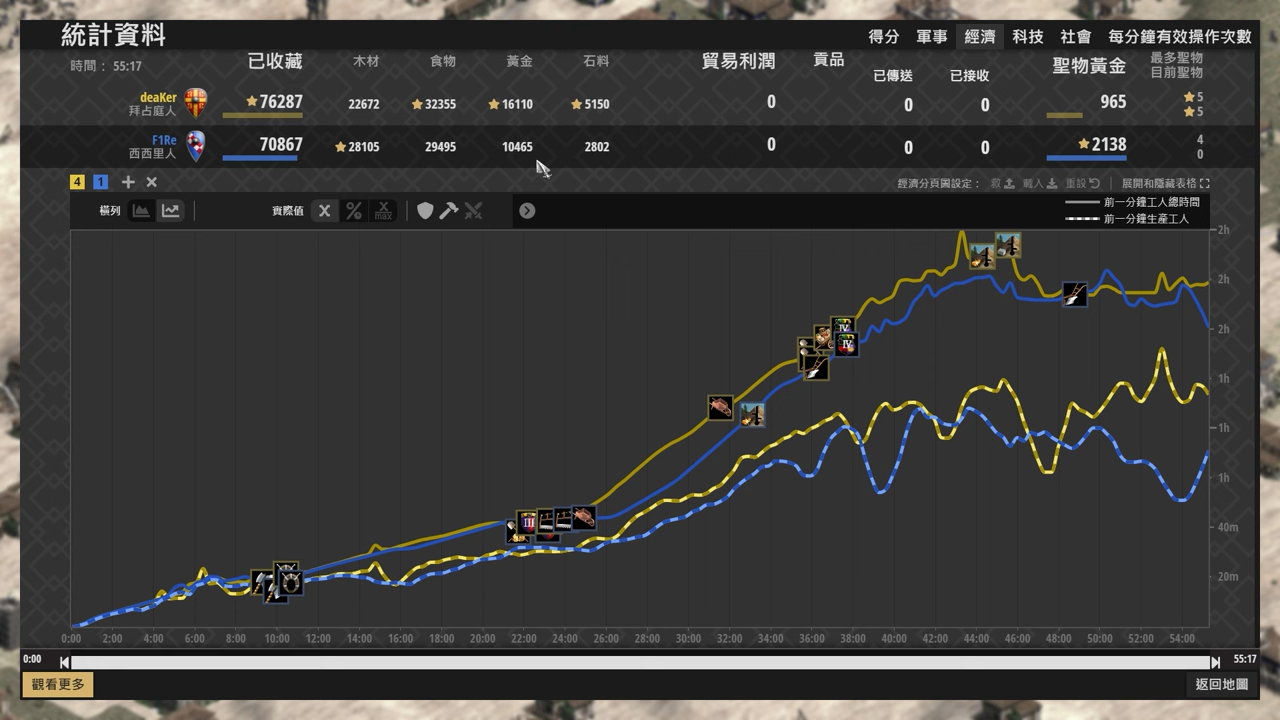 統計資料
得分 軍事 經濟 科技 社會 每分鐘有效操作次數
時間： 55:17
已收藏 木材 食物 黃金 石料 貿易利潤 貢品 已傳送 已接收 聖物黃金 最多聖物 目前聖物
deaKer
拜占庭人
76287 22672 32355 16110 5150 0 0 0 965 5 5
F1Re
西西里人
70867 28105 29495 10465 2802 0 0 0 2138 4 0
4 1
經濟分頁圖設定： 載入 重設 展開和隱藏表格
橫列 實際值 X % X max
前一分鐘工人總時間
前一分鐘生產工人
2h
2h
2h
1h
1h
1h
40m
20m
III
IV
IV
0:00 2:00 4:00 6:00 8:00 10:00 12:00 14:00 16:00 18:00 20:00 22:00 24:00 26:00 28:00 30:00 32:00 34:00 36:00 38:00 40:00 42:00 44:00 46:00 48:00 50:00 52:00 54:00
0:00 55:17
觀看更多 返回地圖